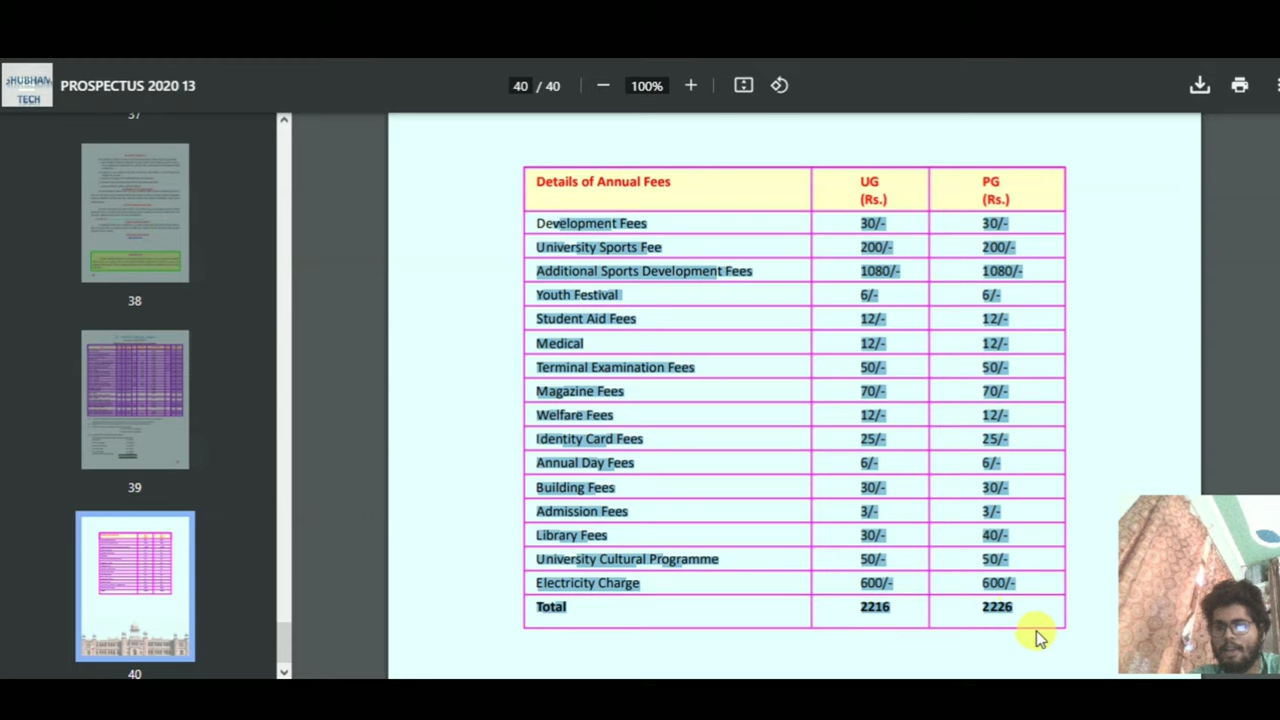 SHUBHAM
TECH
PROSPECTUS 2020 13
40 / 40
100%
37
38
39
40
Details of Annual Fees UG (Rs.) PG (Rs.)
Development Fees 30/- 30/-
University Sports Fee 200/- 200/-
Additional Sports Development Fees 1080/- 1080/-
Youth Festival 6/- 6/-
Student Aid Fees 12/- 12/-
Medical 12/- 12/-
Terminal Examination Fees 50/- 50/-
Magazine Fees 70/- 70/-
Welfare Fees 12/- 12/-
Identity Card Fees 25/- 25/-
Annual Day Fees 6/- 6/-
Building Fees 30/- 30/-
Admission Fees 3/- 3/-
Library Fees 30/- 40/-
University Cultural Programme 50/- 50/-
Electricity Charge 600/- 600/-
Total 2216 2226